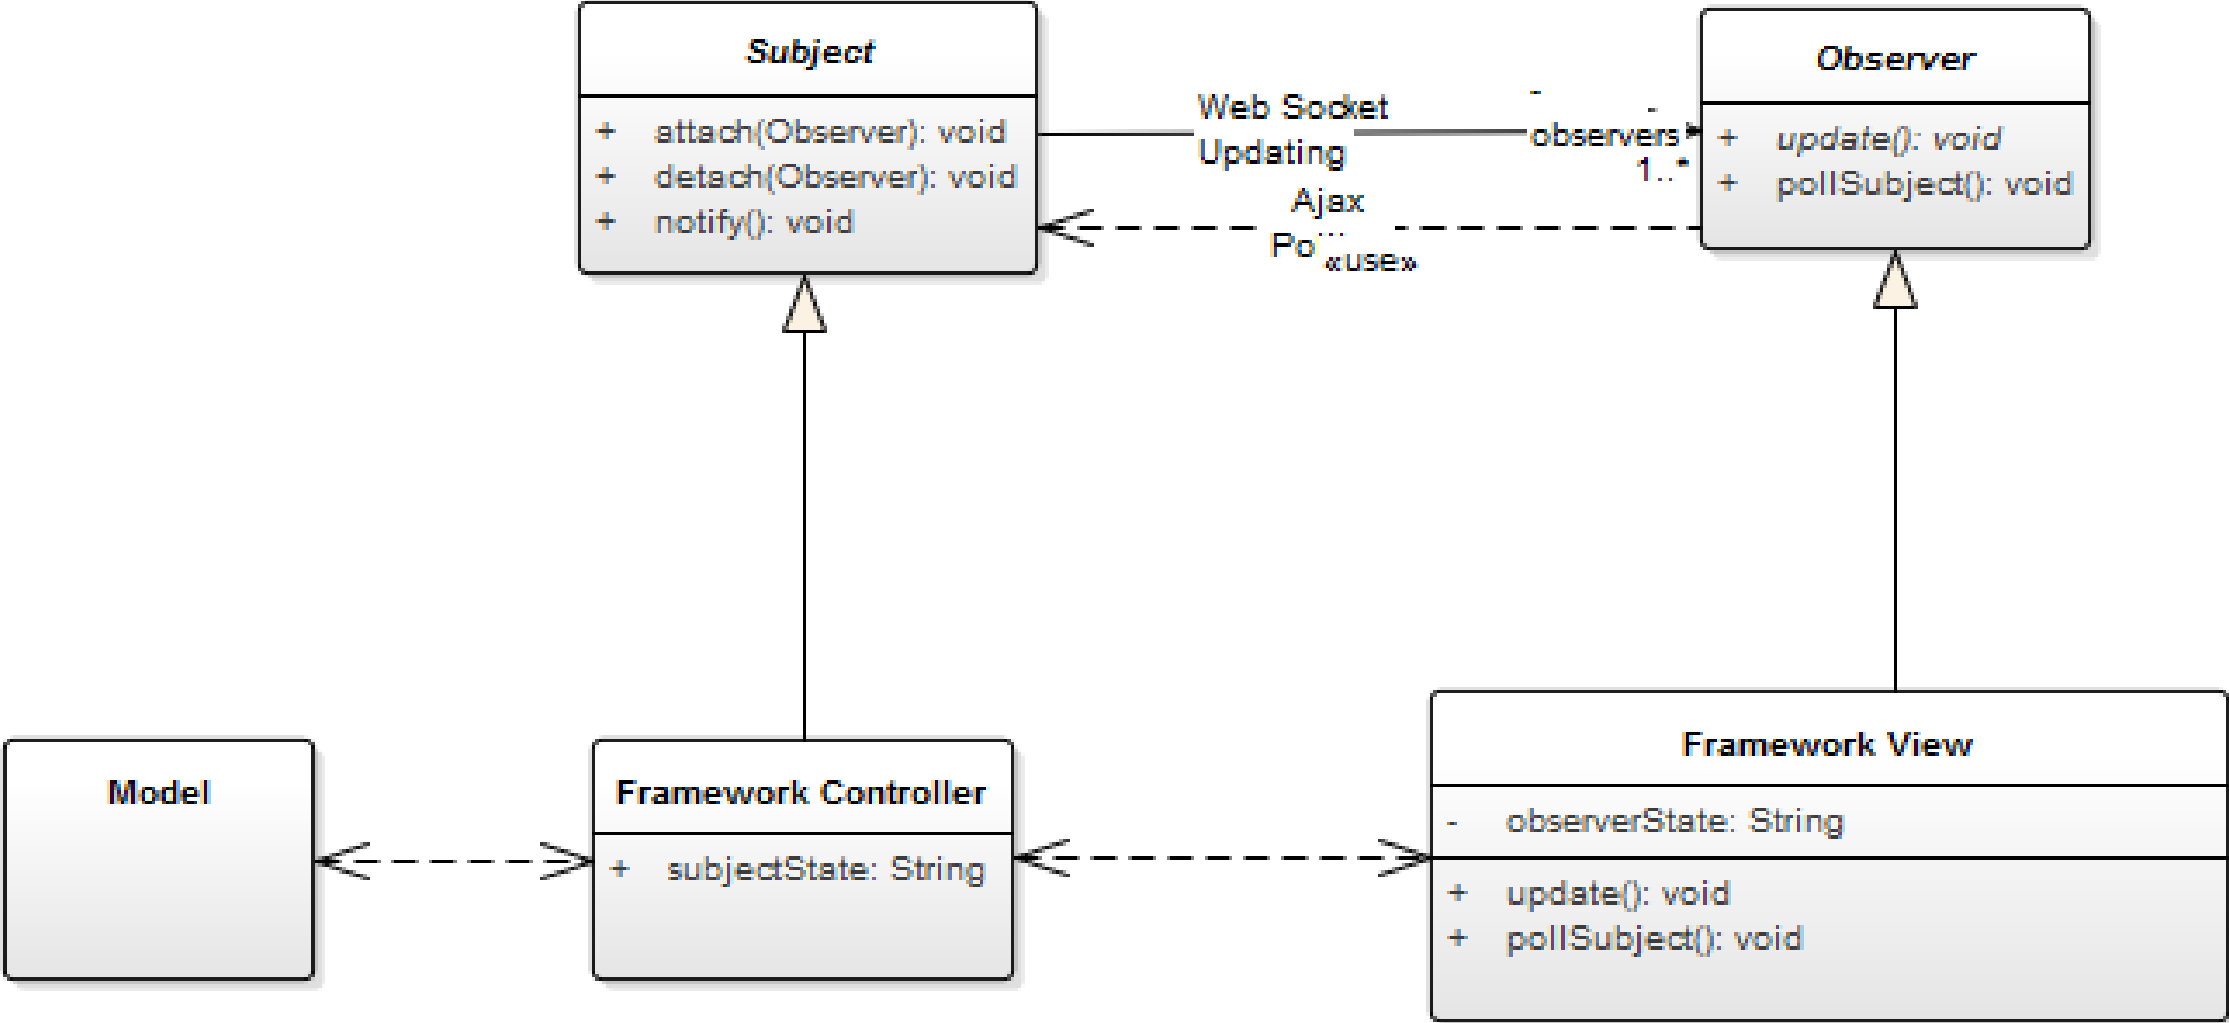 Subject
+ attach(Observer): void
+ detach(Observer): void
+ notify(): void
Web Socket
Updating
-
-
observers
1..*
Ajax
Po...
«use»
Observer
+ update(): void
+ pollSubject(): void
Model
Framework Controller
+ subjectState: String
Framework View
- observerState: String
+ update(): void
+ pollSubject(): void